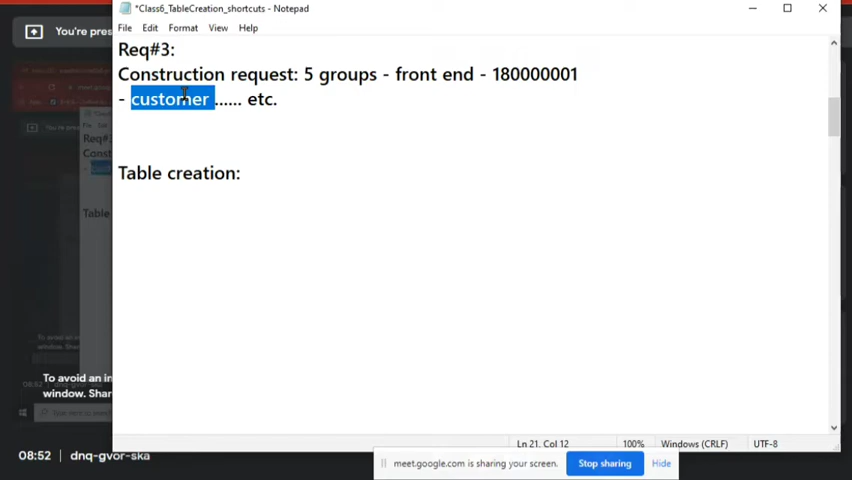 *Class6_TableCreation_shortcuts - Notepad
File Edit Format View Help
You're pres
Req#3:
Construction request: 5 groups - front end - 180000001
- customer ...... etc.
Table creation:
To avoid an in
window. Shar
Ln 21, Col 12 100% Windows (CRLF) UTF-8
08:52 dnq-gvor-ska
meet.google.com is sharing your screen. Stop sharing Hide